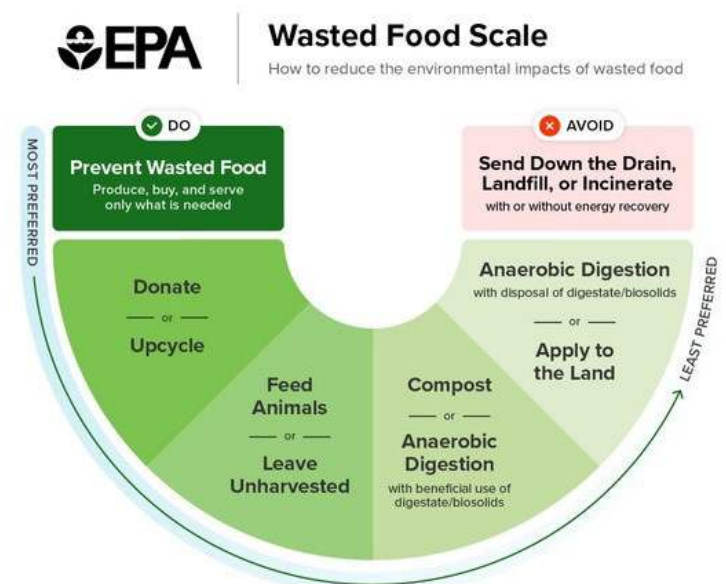 EPA
Wasted Food Scale
How to reduce the environmental impacts of wasted food
DO
Prevent Wasted Food
Produce, buy, and serve
only what is needed
AVOID
Send Down the Drain,
Landfill, or Incinerate
with or without energy recovery
MOST PREFERRED
Donate
or
Upcycle
Feed
Animals
or
Leave
Unharvested
Compost
or
Anaerobic
Digestion
with beneficial use of
digestate/biosolids
Anaerobic Digestion
with disposal of digestate/biosolids
or
Apply to
the Land
LEAST PREFERRED